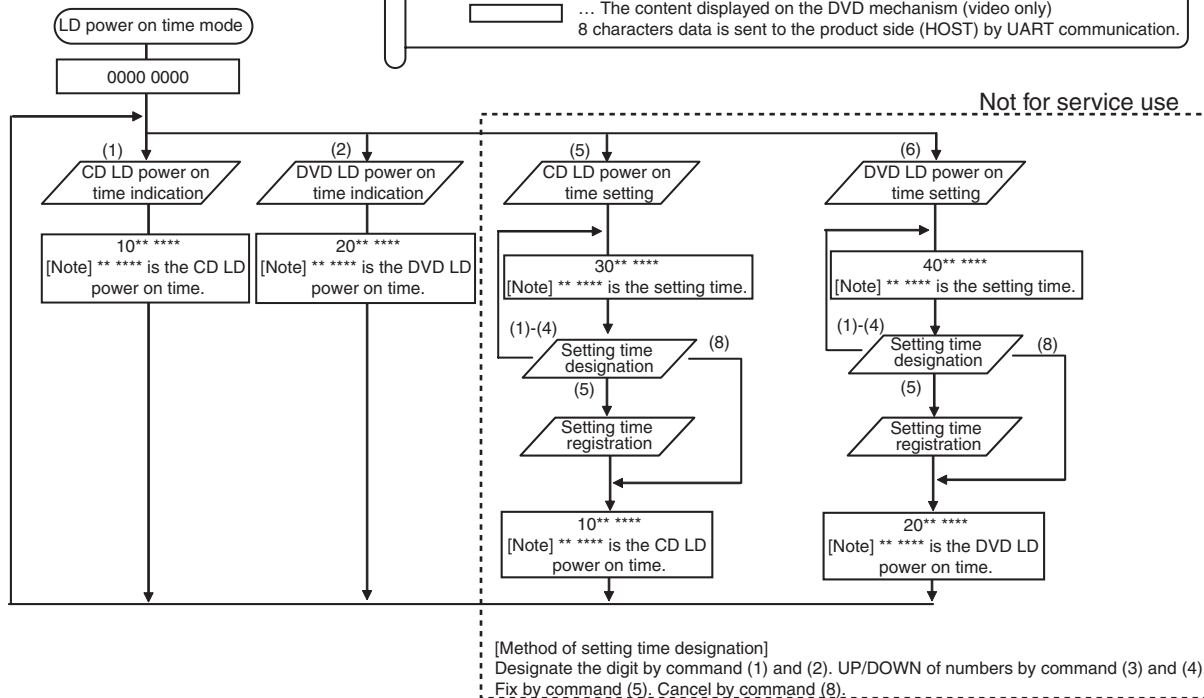 … The content displayed on the DVD mechanism (video only)
8 characters data is sent to the product side (HOST) by UART communication.
LD power on time mode
0000 0000
Not for service use
(1)
CD LD power on
time indication
10** ****
[Note] ** **** is the CD LD
power on time.
(2)
DVD LD power on
time indication
20** ****
[Note] ** **** is the DVD LD
power on time.
(5)
CD LD power on
time setting
30** ****
[Note] ** **** is the setting time.
(1)-(4)
Setting time
designation
(8)
(5)
Setting time
registration
10** ****
[Note] ** **** is the CD LD
power on time.
(6)
DVD LD power on
time setting
40** ****
[Note] ** **** is the setting time.
(1)-(4)
Setting time
designation
(8)
(5)
Setting time
registration
20** ****
[Note] ** **** is the DVD LD
power on time.
[Method of setting time designation]
Designate the digit by command (1) and (2). UP/DOWN of numbers by command (3) and (4)
Fix by command (5). Cancel by command (8).